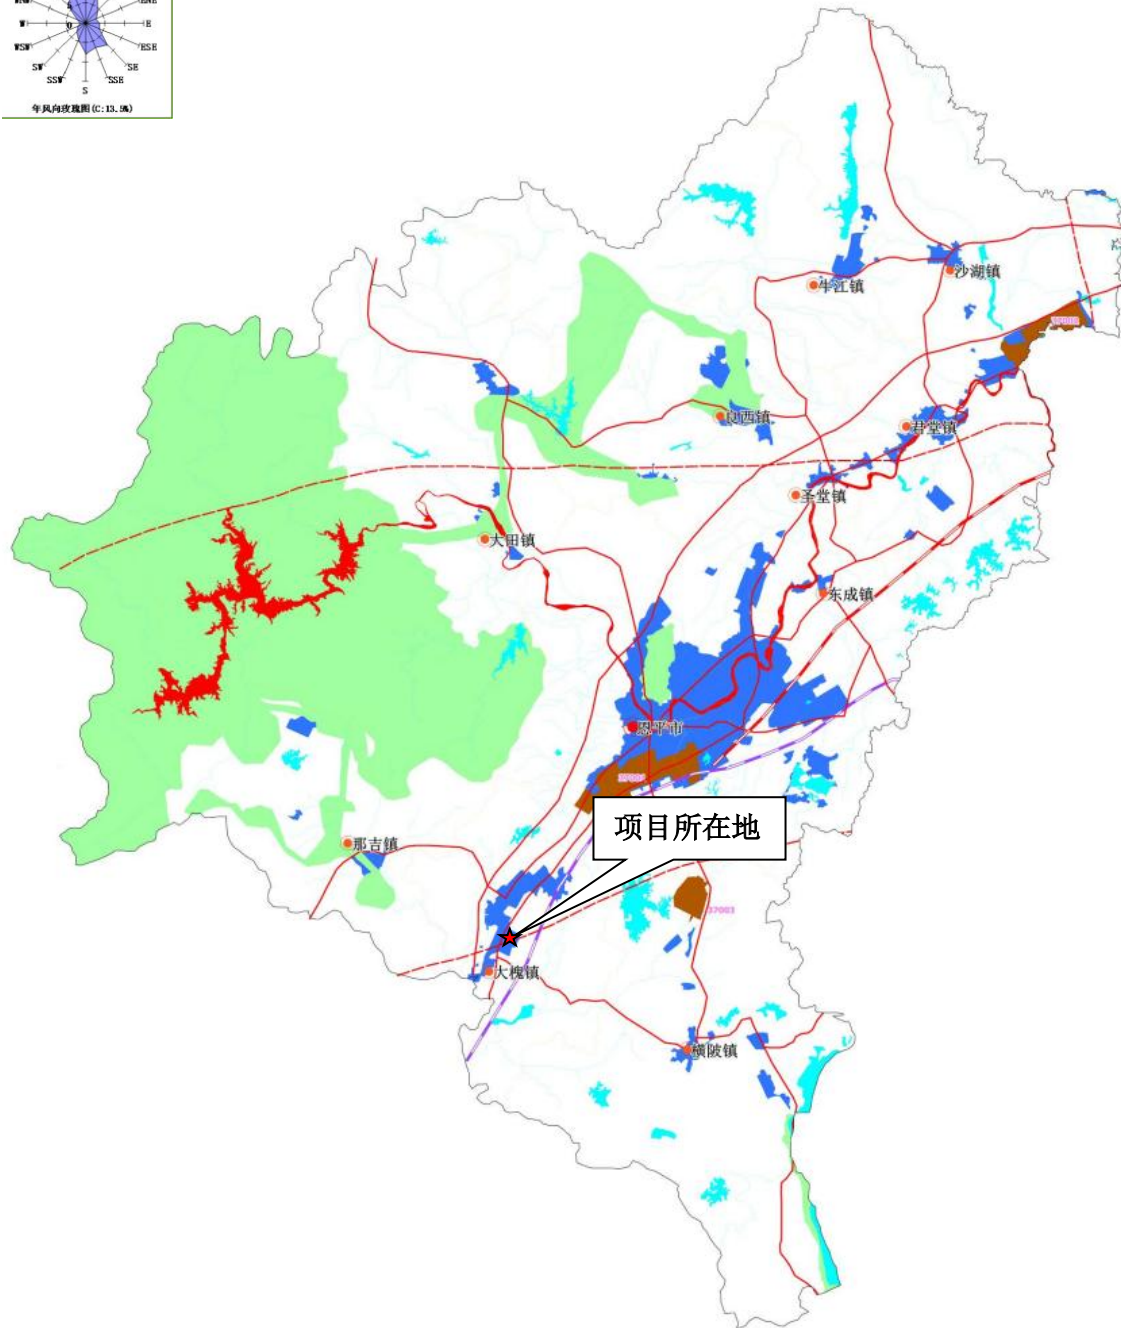 W
E
WSW
ESE
SW
SE
SSW
SSE
S
年风向玫瑰图(C:13.5%)
牛江镇
沙湖镇
良西镇
君堂镇
圣堂镇
大田镇
东成镇
恩平市
项目所在地
那吉镇
37003
大槐镇
横陂镇